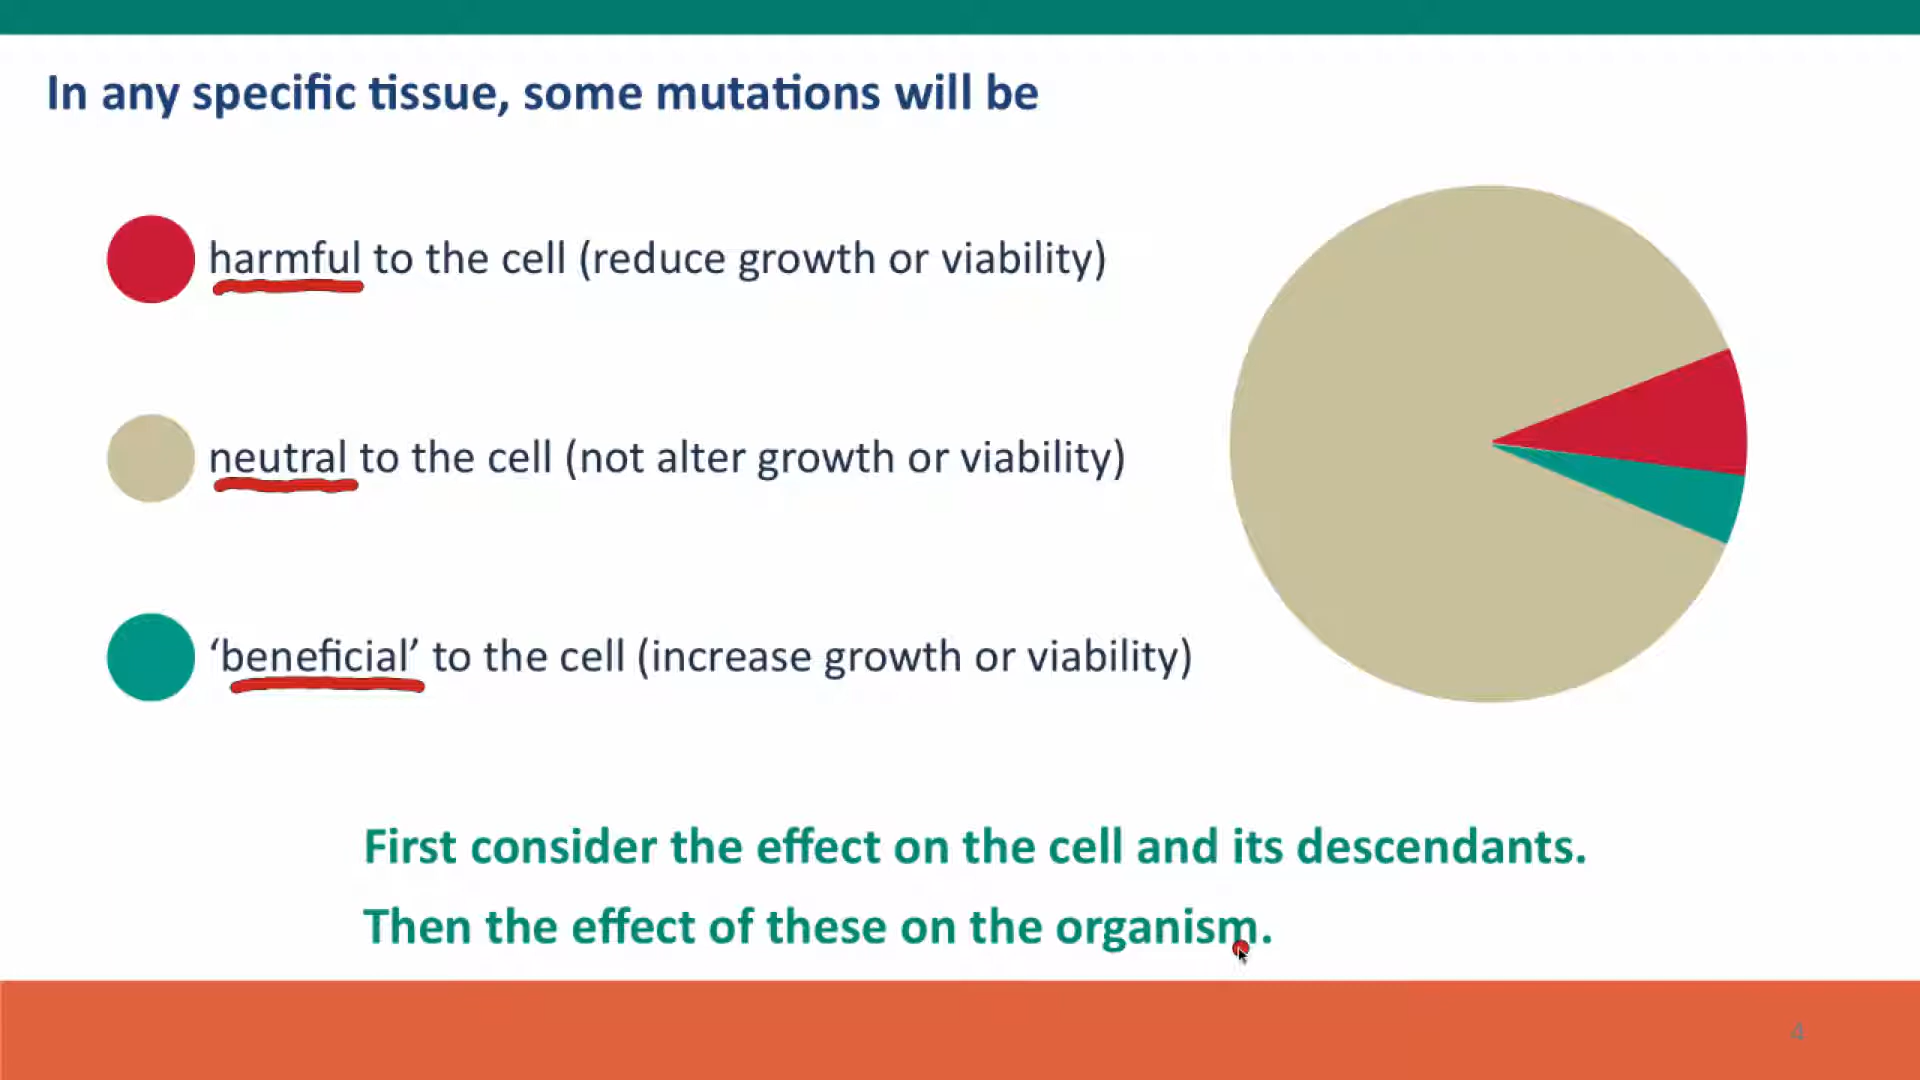 In any specific tissue, some mutations will be
harmful to the cell (reduce growth or viability)
neutral to the cell (not alter growth or viability)
‘beneficial’ to the cell (increase growth or viability)
First consider the effect on the cell and its descendants.
Then the effect of these on the organism.
4